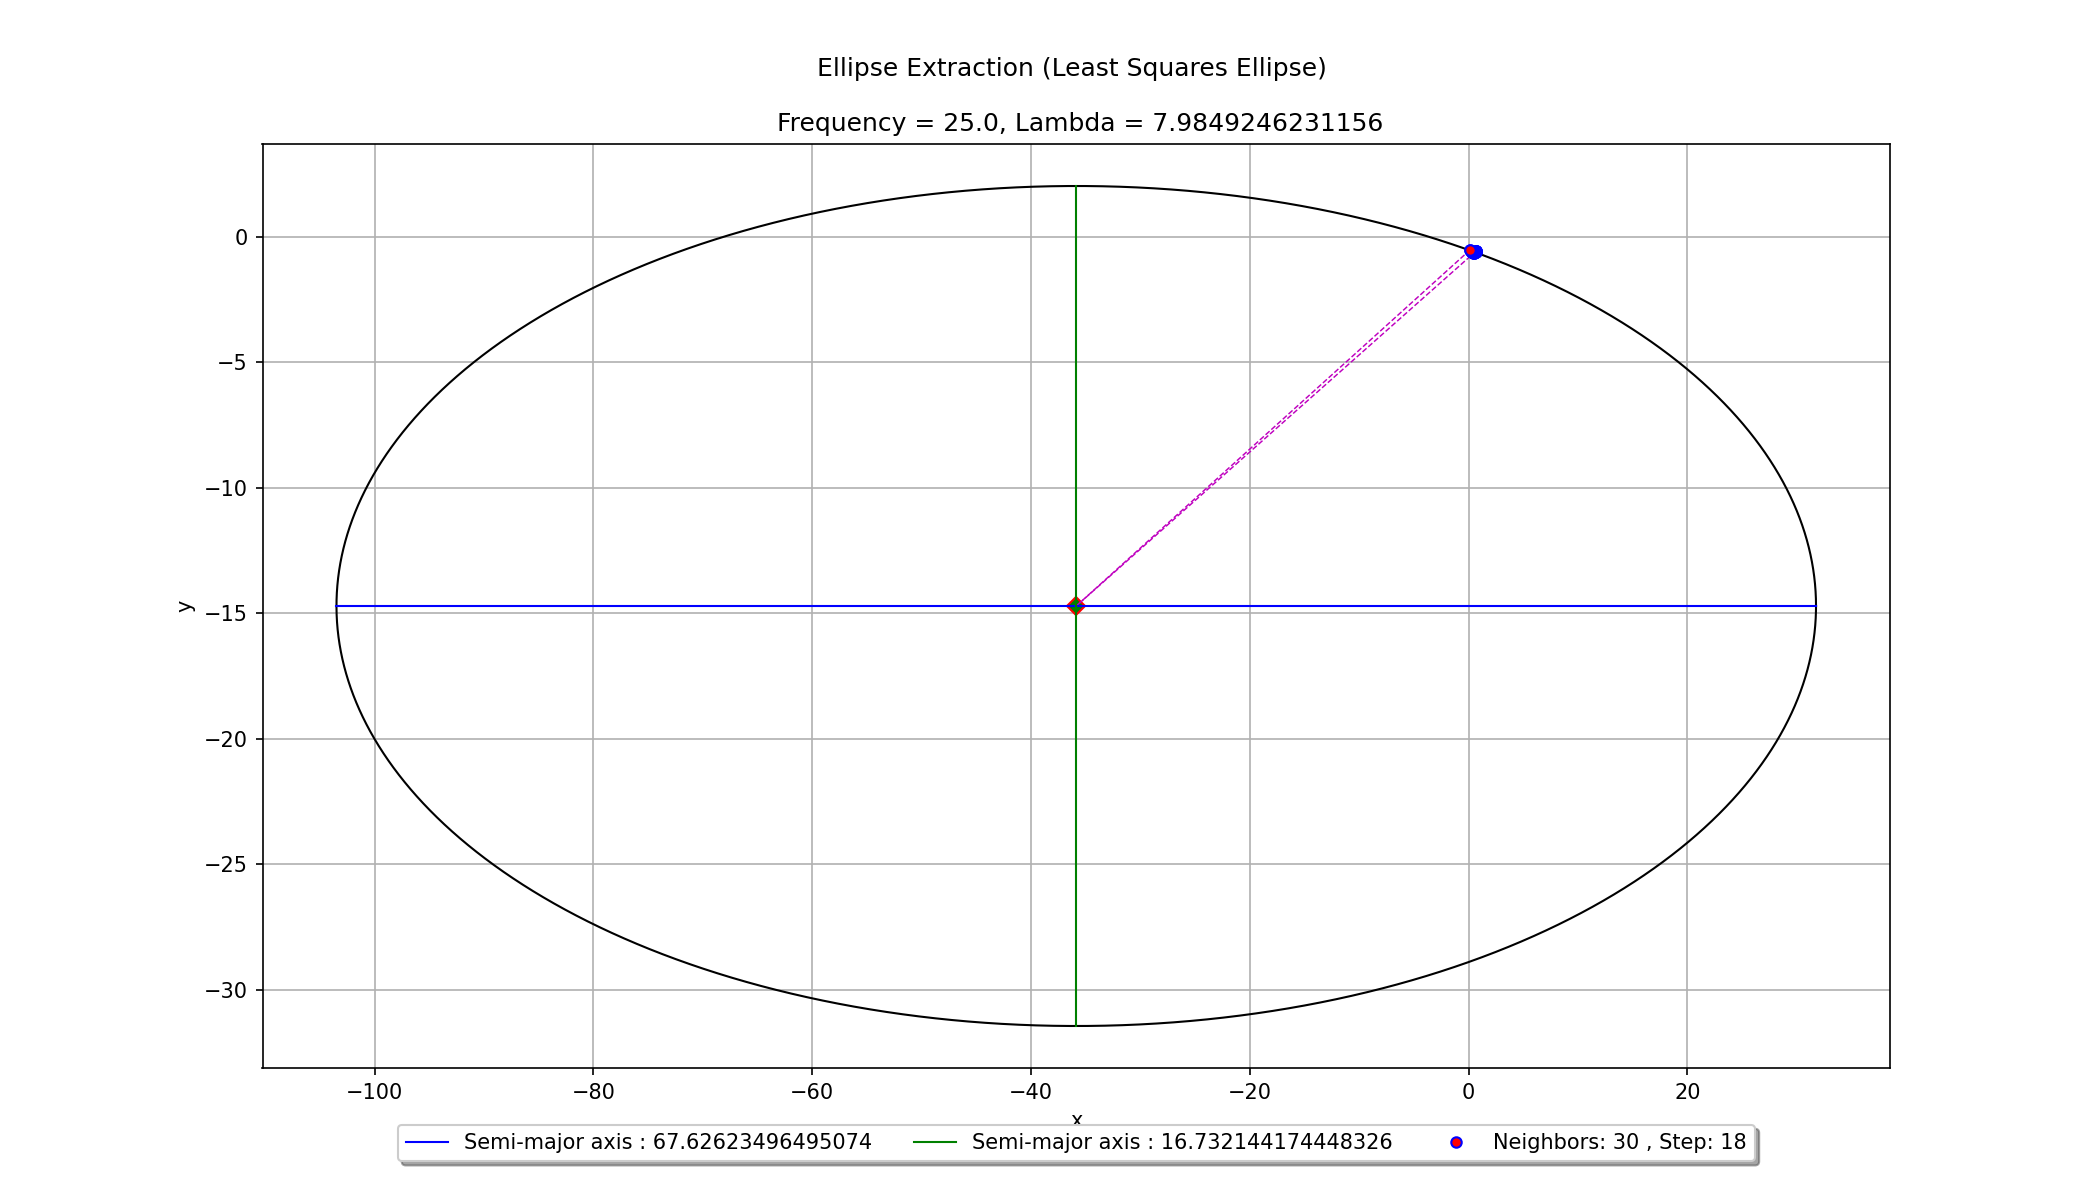 Ellipse Extraction (Least Squares Ellipse)
Frequency = 25.0, Lambda = 7.9849246231156
0
−5
−10
−15
−20
−25
−30
y
−100
−80
−60
−40
−20
0
20
x
Semi-major axis : 67.62623496495074
Semi-major axis : 16.732144174448326
Neighbors: 30 , Step: 18